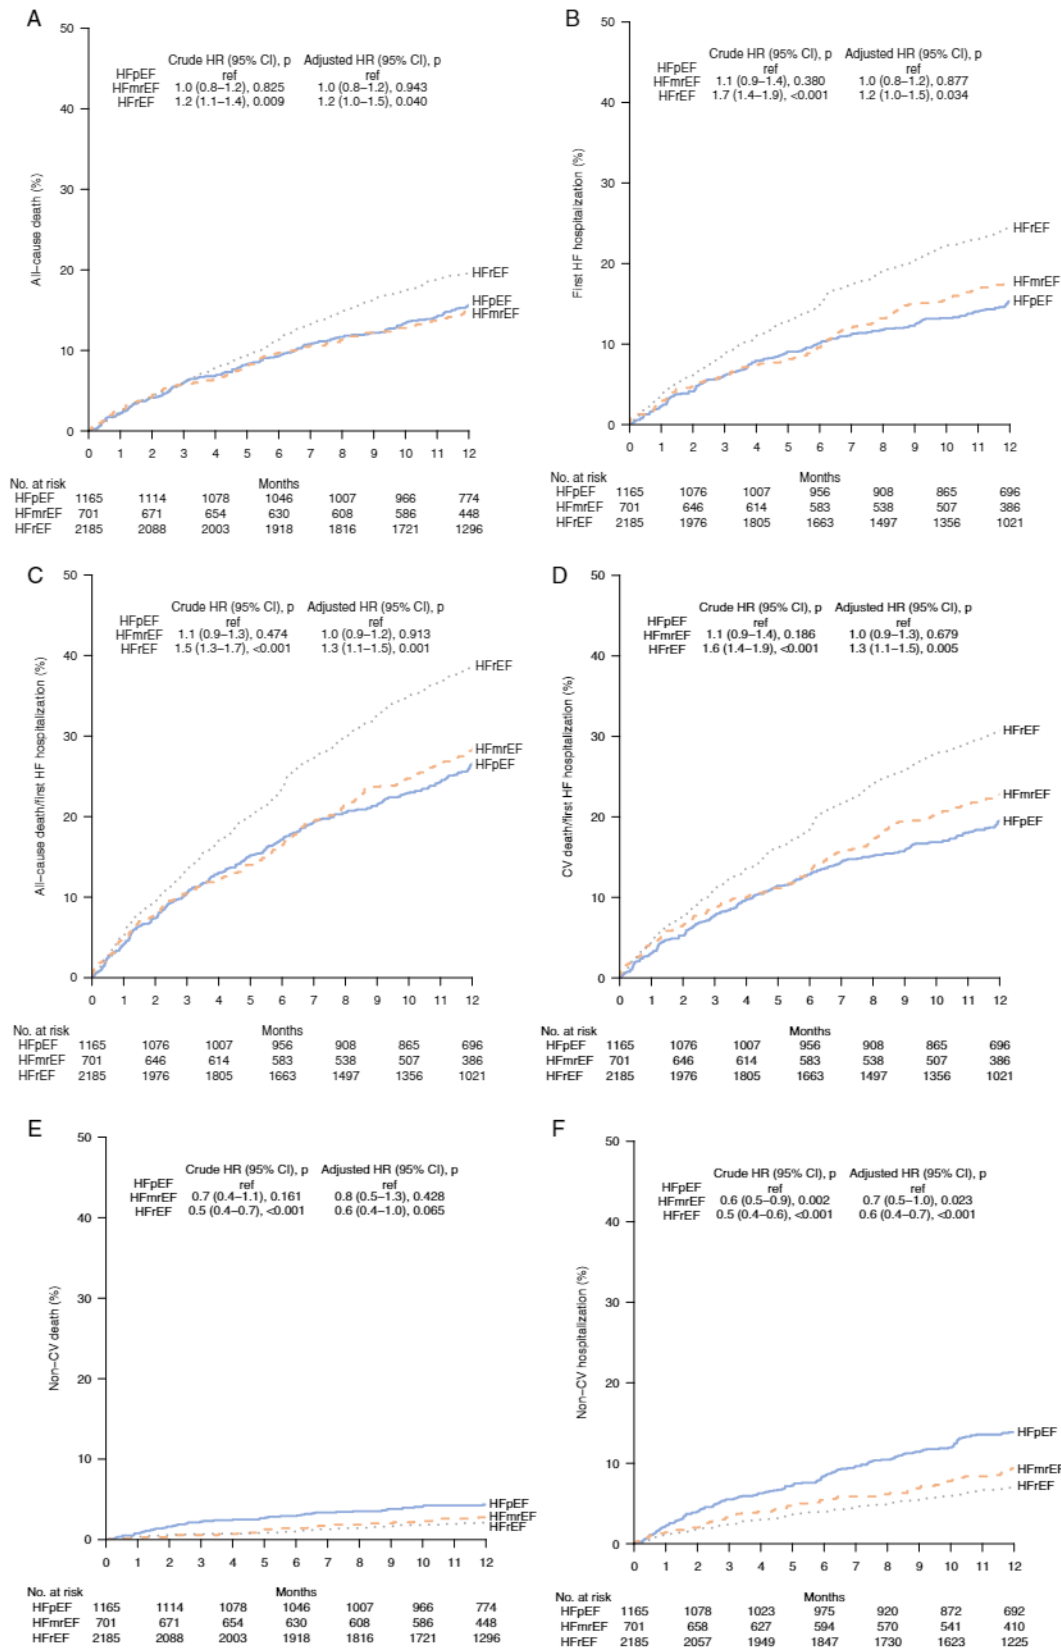 A
50
40
30
20
10
0
All−cause death (%)
Crude HR (95% CI), p Adjusted HR (95% CI), p
HFpEF ref ref
HFmrEF 1.0 (0.8−1.2), 0.825 1.0 (0.8−1.2), 0.943
HFrEF 1.2 (1.1−1.4), 0.009 1.2 (1.0−1.5), 0.040
HFrEF
HFpEF
HFmrEF
0 1 2 3 4 5 6 7 8 9 10 11 12
No. at risk Months
HFpEF 1165 1114 1078 1046 1007 966 774
HFmrEF 701 671 654 630 608 586 448
HFrEF 2185 2088 2003 1918 1816 1721 1296
B
50
40
30
20
10
0
First HF hospitalization (%)
Crude HR (95% CI), p Adjusted HR (95% CI), p
HFpEF ref ref
HFmrEF 1.1 (0.9−1.4), 0.380 1.0 (0.8−1.2), 0.877
HFrEF 1.7 (1.4−1.9), <0.001 1.2 (1.0−1.5), 0.034
HFrEF
HFmrEF
HFpEF
0 1 2 3 4 5 6 7 8 9 10 11 12
No. at risk Months
HFpEF 1165 1076 1007 956 908 865 696
HFmrEF 701 646 614 583 538 507 386
HFrEF 2185 1976 1805 1663 1497 1356 1021
C
50
40
30
20
10
0
All−cause death/first HF hospitalization (%)
Crude HR (95% CI), p Adjusted HR (95% CI), p
HFpEF ref ref
HFmrEF 1.1 (0.9−1.3), 0.474 1.0 (0.9−1.2), 0.913
HFrEF 1.5 (1.3−1.7), <0.001 1.3 (1.1−1.5), 0.001
HFrEF
HFmrEF
HFpEF
0 1 2 3 4 5 6 7 8 9 10 11 12
No. at risk Months
HFpEF 1165 1076 1007 956 908 865 696
HFmrEF 701 646 614 583 538 507 386
HFrEF 2185 1976 1805 1663 1497 1356 1021
D
50
40
30
20
10
0
CV death/first HF hospitalization (%)
Crude HR (95% CI), p Adjusted HR (95% CI), p
HFpEF ref ref
HFmrEF 1.1 (0.9−1.4), 0.186 1.0 (0.9−1.3), 0.679
HFrEF 1.6 (1.4−1.9), <0.001 1.3 (1.1−1.5), 0.005
HFrEF
HFmrEF
HFpEF
0 1 2 3 4 5 6 7 8 9 10 11 12
No. at risk Months
HFpEF 1165 1076 1007 956 908 865 696
HFmrEF 701 646 614 583 538 507 386
HFrEF 2185 1976 1805 1663 1497 1356 1021
E
50
40
30
20
10
0
Non−CV death (%)
Crude HR (95% CI), p Adjusted HR (95% CI), p
HFpEF ref ref
HFmrEF 0.7 (0.4−1.1), 0.161 0.8 (0.5−1.3), 0.428
HFrEF 0.5 (0.4−0.7), <0.001 0.6 (0.4−1.0), 0.065
HFpEF
HFmrEF
HFrEF
0 1 2 3 4 5 6 7 8 9 10 11 12
No. at risk Months
HFpEF 1165 1114 1078 1046 1007 966 774
HFmrEF 701 671 654 630 608 586 448
HFrEF 2185 2088 2003 1918 1816 1721 1296
F
50
40
30
20
10
0
Non−CV hospitalization (%)
Crude HR (95% CI), p Adjusted HR (95% CI), p
HFpEF ref ref
HFmrEF 0.6 (0.5−0.9), 0.002 0.7 (0.5−1.0), 0.023
HFrEF 0.5 (0.4−0.6), <0.001 0.6 (0.4−0.7), <0.001
HFpEF
HFmrEF
HFrEF
0 1 2 3 4 5 6 7 8 9 10 11 12
No. at risk Months
HFpEF 1165 1078 1023 975 920 872 692
HFmrEF 701 658 627 594 570 541 410
HFrEF 2185 2057 1949 1847 1730 1623 1225